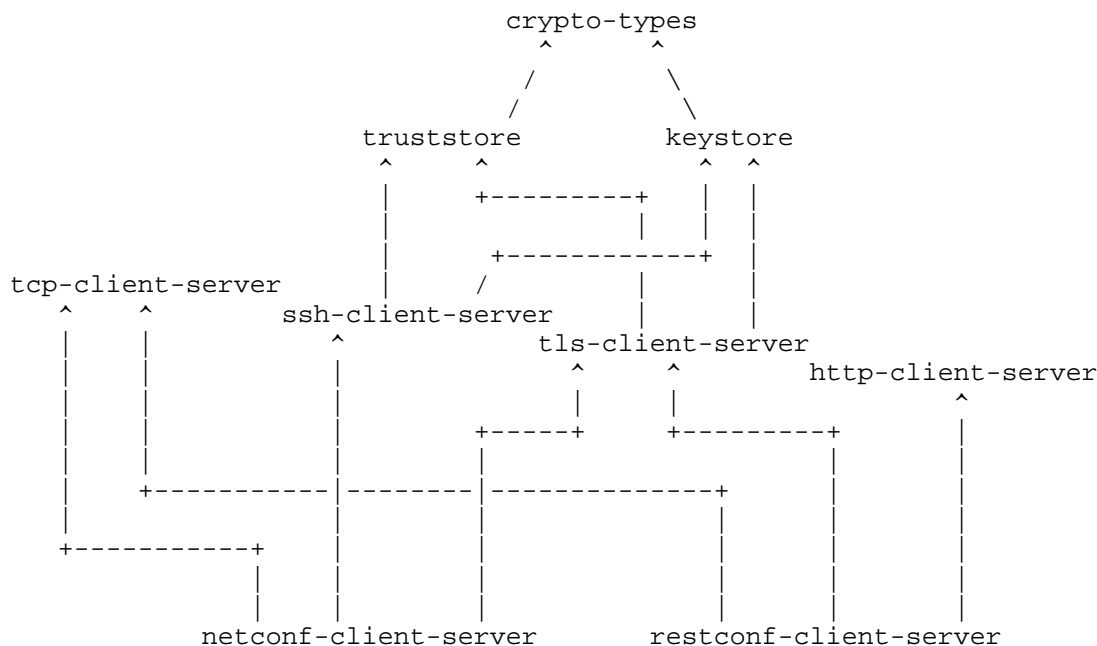 crypto-types
truststore keystore
tcp-client-server
ssh-client-server
tls-client-server
http-client-server
netconf-client-server restconf-client-server